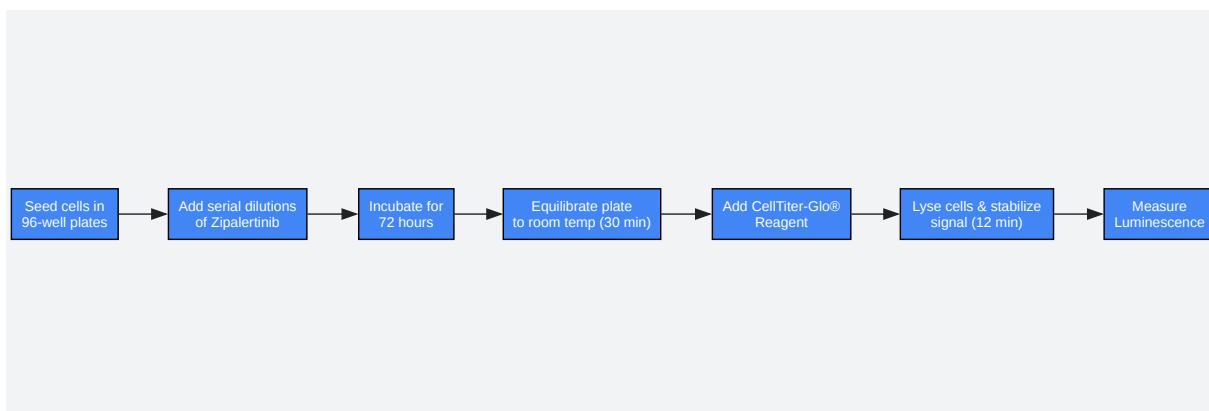 Seed cells in
96-well plates
Add serial dilutions
of Zipalertinib
Incubate for
72 hours
Equilibrate plate
to room temp (30 min)
Add CellTiter-Glo®
Reagent
Lyse cells & stabilize
signal (12 min)
Measure
Luminescence